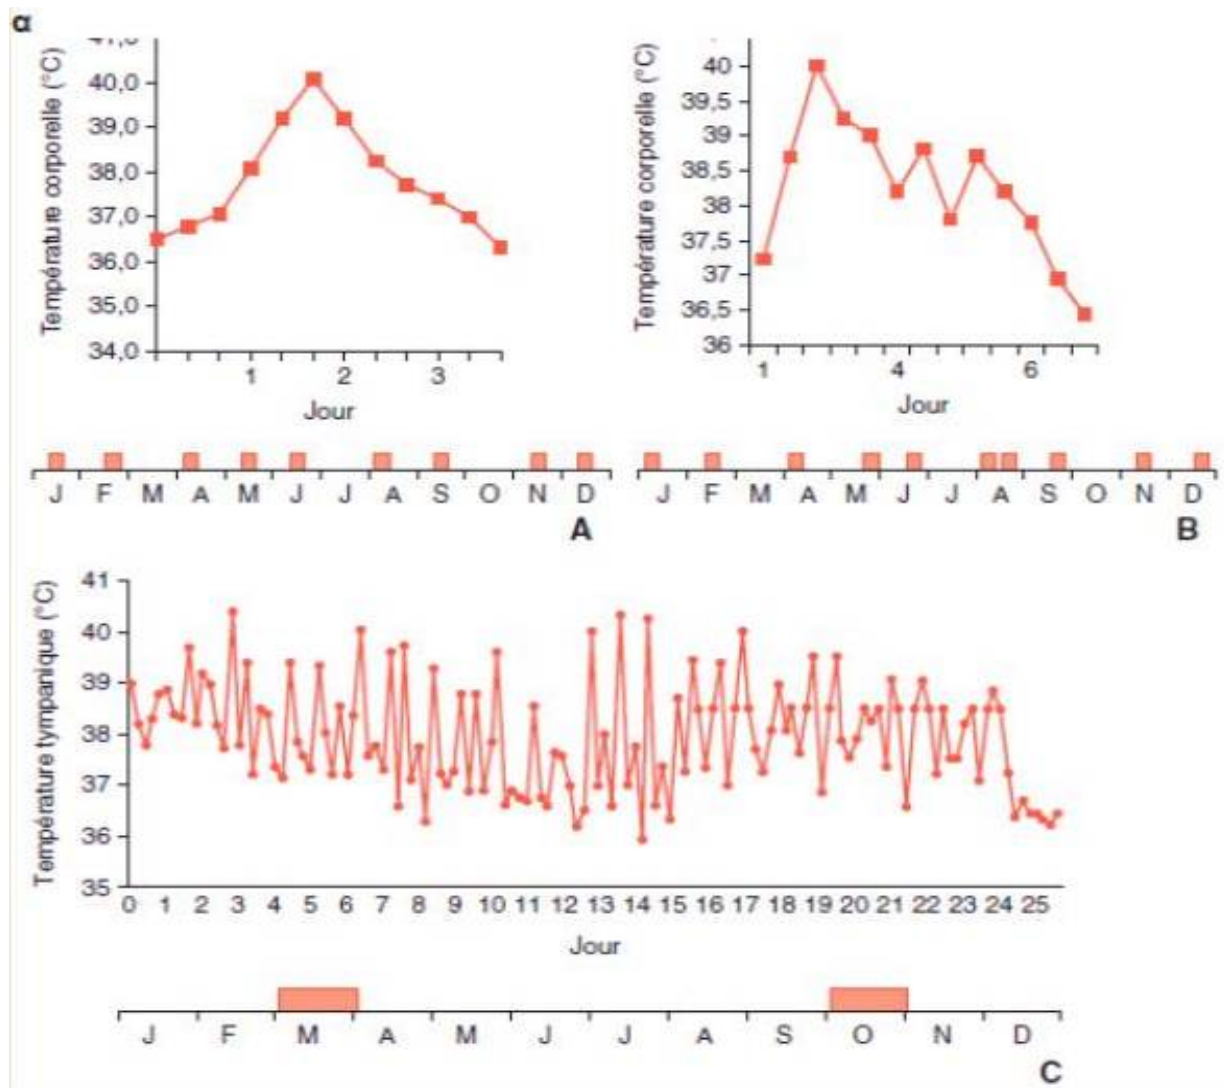 α
Température corporelle (°C)
40,0
39,0
38,0
37,0
36,0
35,0
34,0
1 2 3
Jour
J F M A M J J A S O N D
A
Température corporelle (°C)
40
39,5
39
38,5
38
37,5
37
36,5
36
1 4 6
Jour
J F M A M J J A S O N D
B
Température tympanique (°C)
41
40
39
38
37
36
35
0 1 2 3 4 5 6 7 8 9 10 11 12 13 14 15 16 17 18 19 20 21 22 23 24 25
Jour
J F M A M J J A S O N D
C